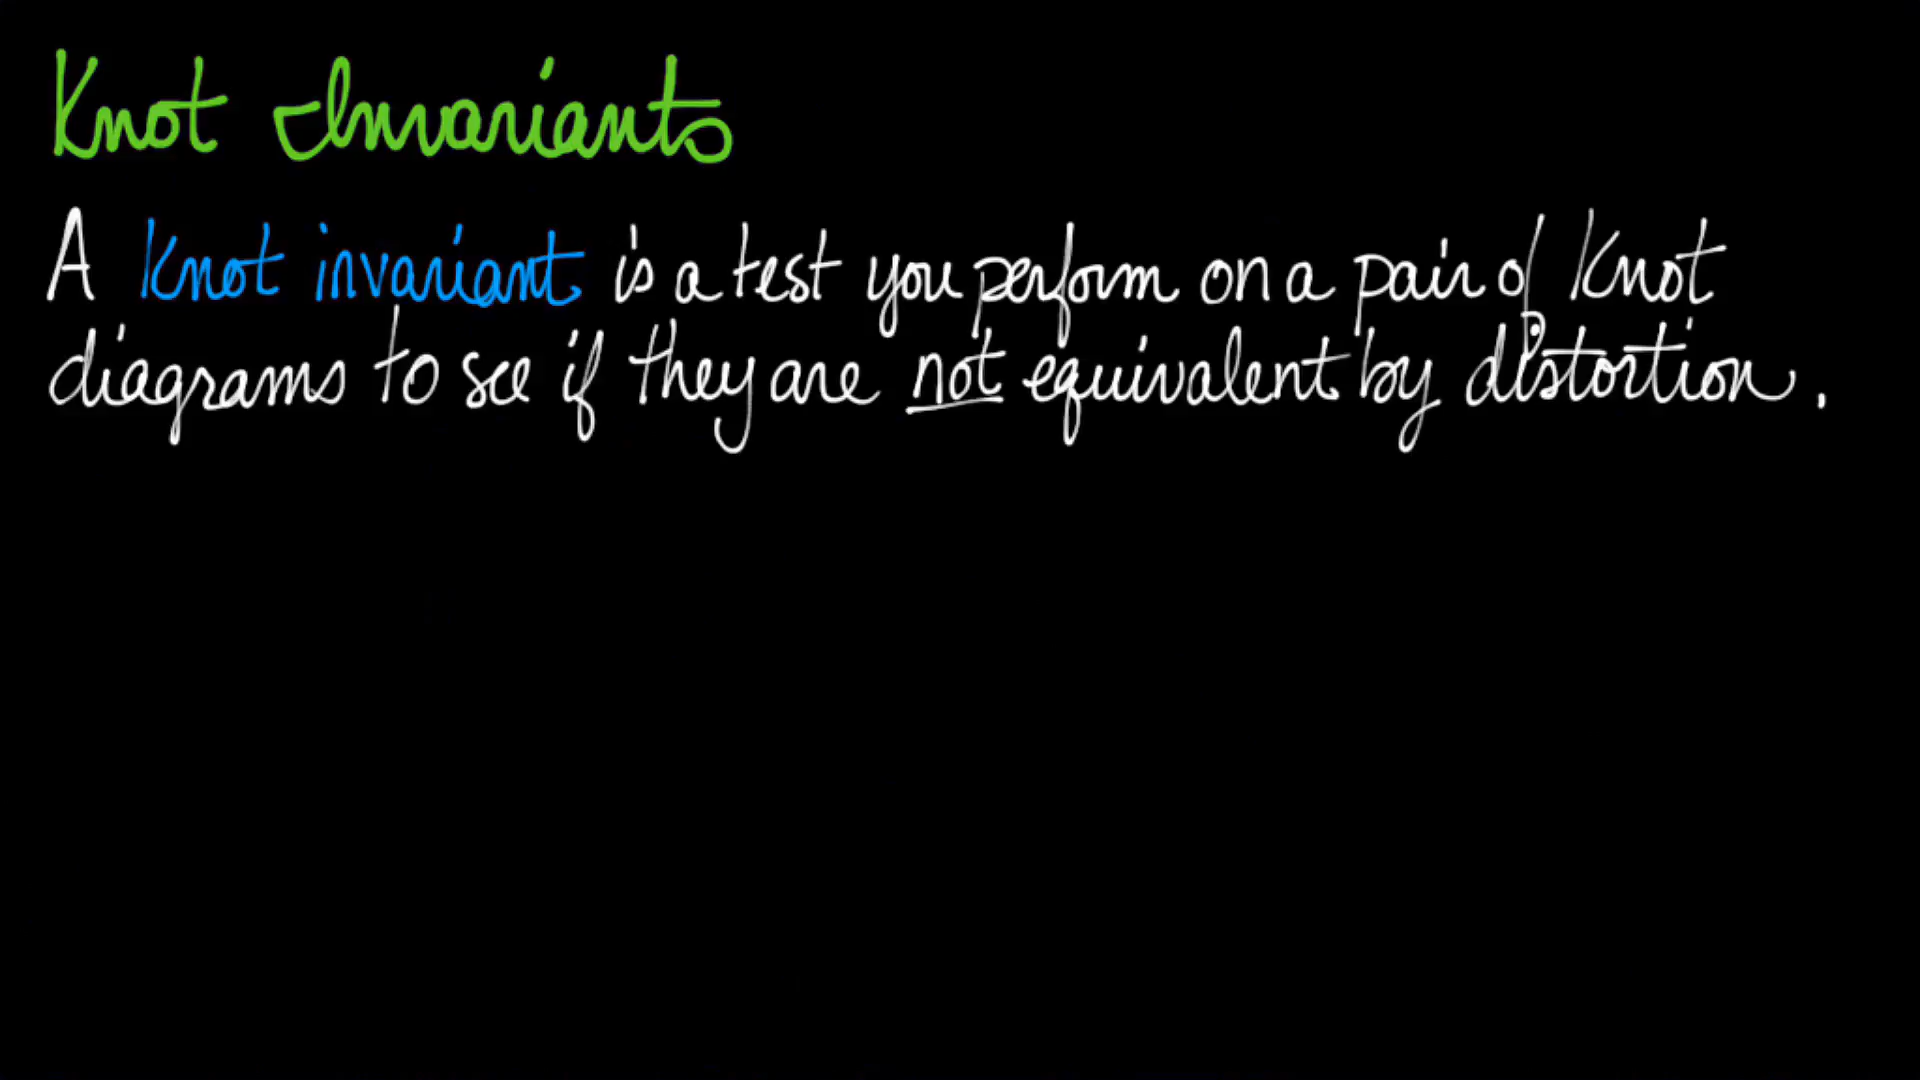 Knot Invariants
A knot invariant is a test you perform on a pair of knot
diagrams to see if they are not equivalent by distortion.